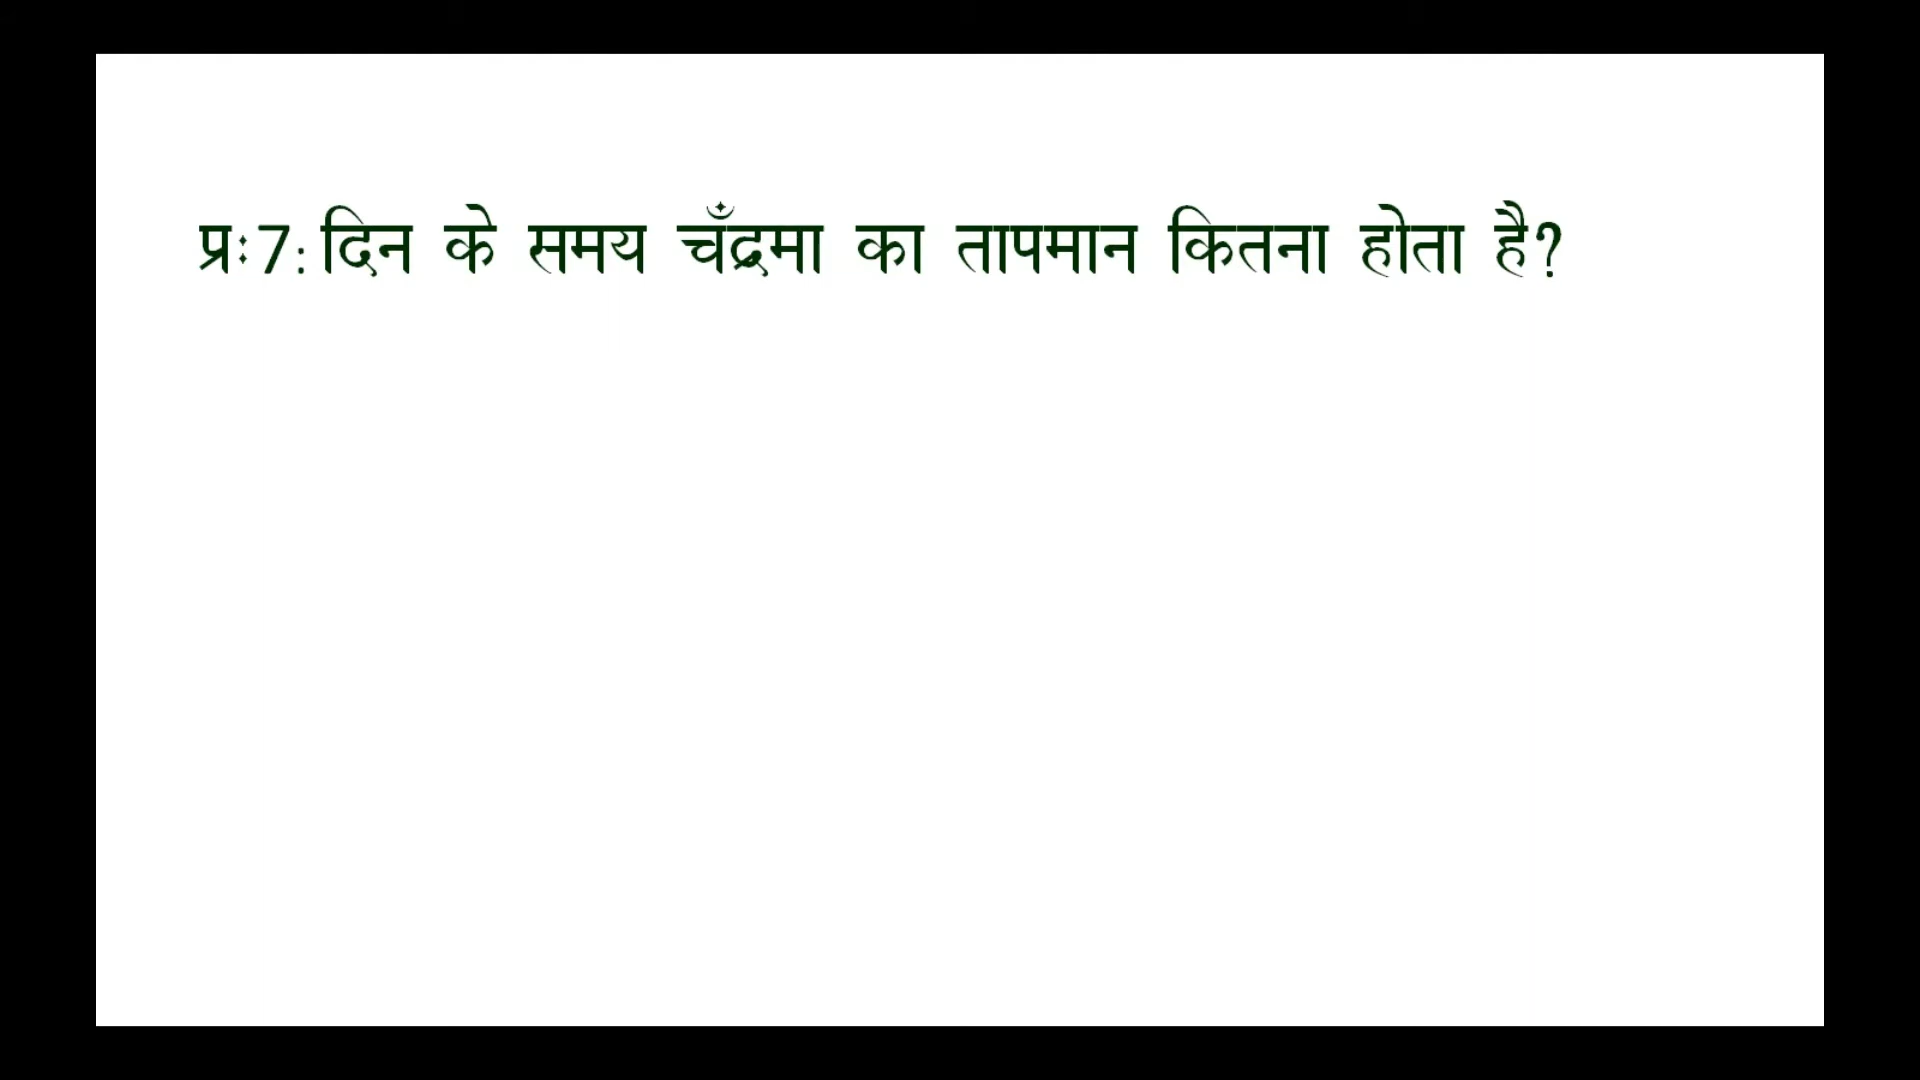 प्रः7: दिन के समय चँद्रमा का तापमान कितना होता है?